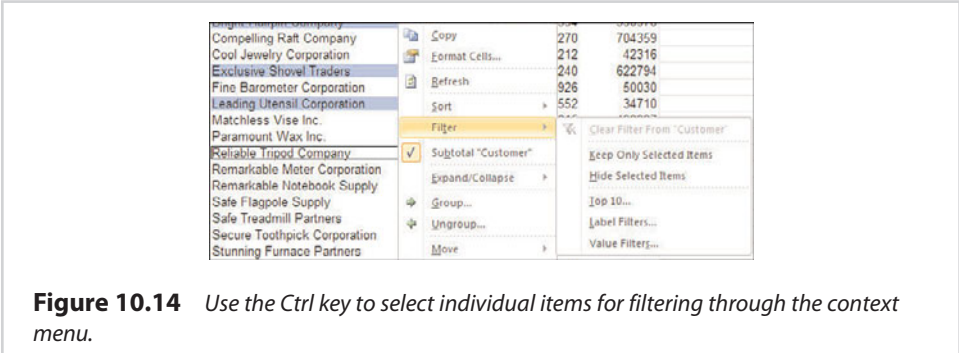 Compelling Raft Company
Cool Jewelry Corporation
Exclusive Shovel Traders
Fine Barometer Corporation
Leading Utensil Corporation
Matchless Vise Inc.
Paramount Wax Inc.
Reliable Tripod Company
Remarkable Meter Corporation
Remarkable Notebook Supply
Safe Flagpole Supply
Safe Treadmill Partners
Secure Toothpick Corporation
Stunning Furnace Partners
Copy
Format Cells...
Refresh
Sort
Filter
Subtotal "Customer"
Expand/Collapse
Group...
Ungroup...
Move
270 704359
212 42316
240 622794
926 50030
552 34710
Clear Filter From "Customer"
Keep Only Selected Items
Hide Selected Items
Top 10...
Label Filters...
Value Filters...
Figure 10.14 Use the Ctrl key to select individual items for filtering through the context
menu.